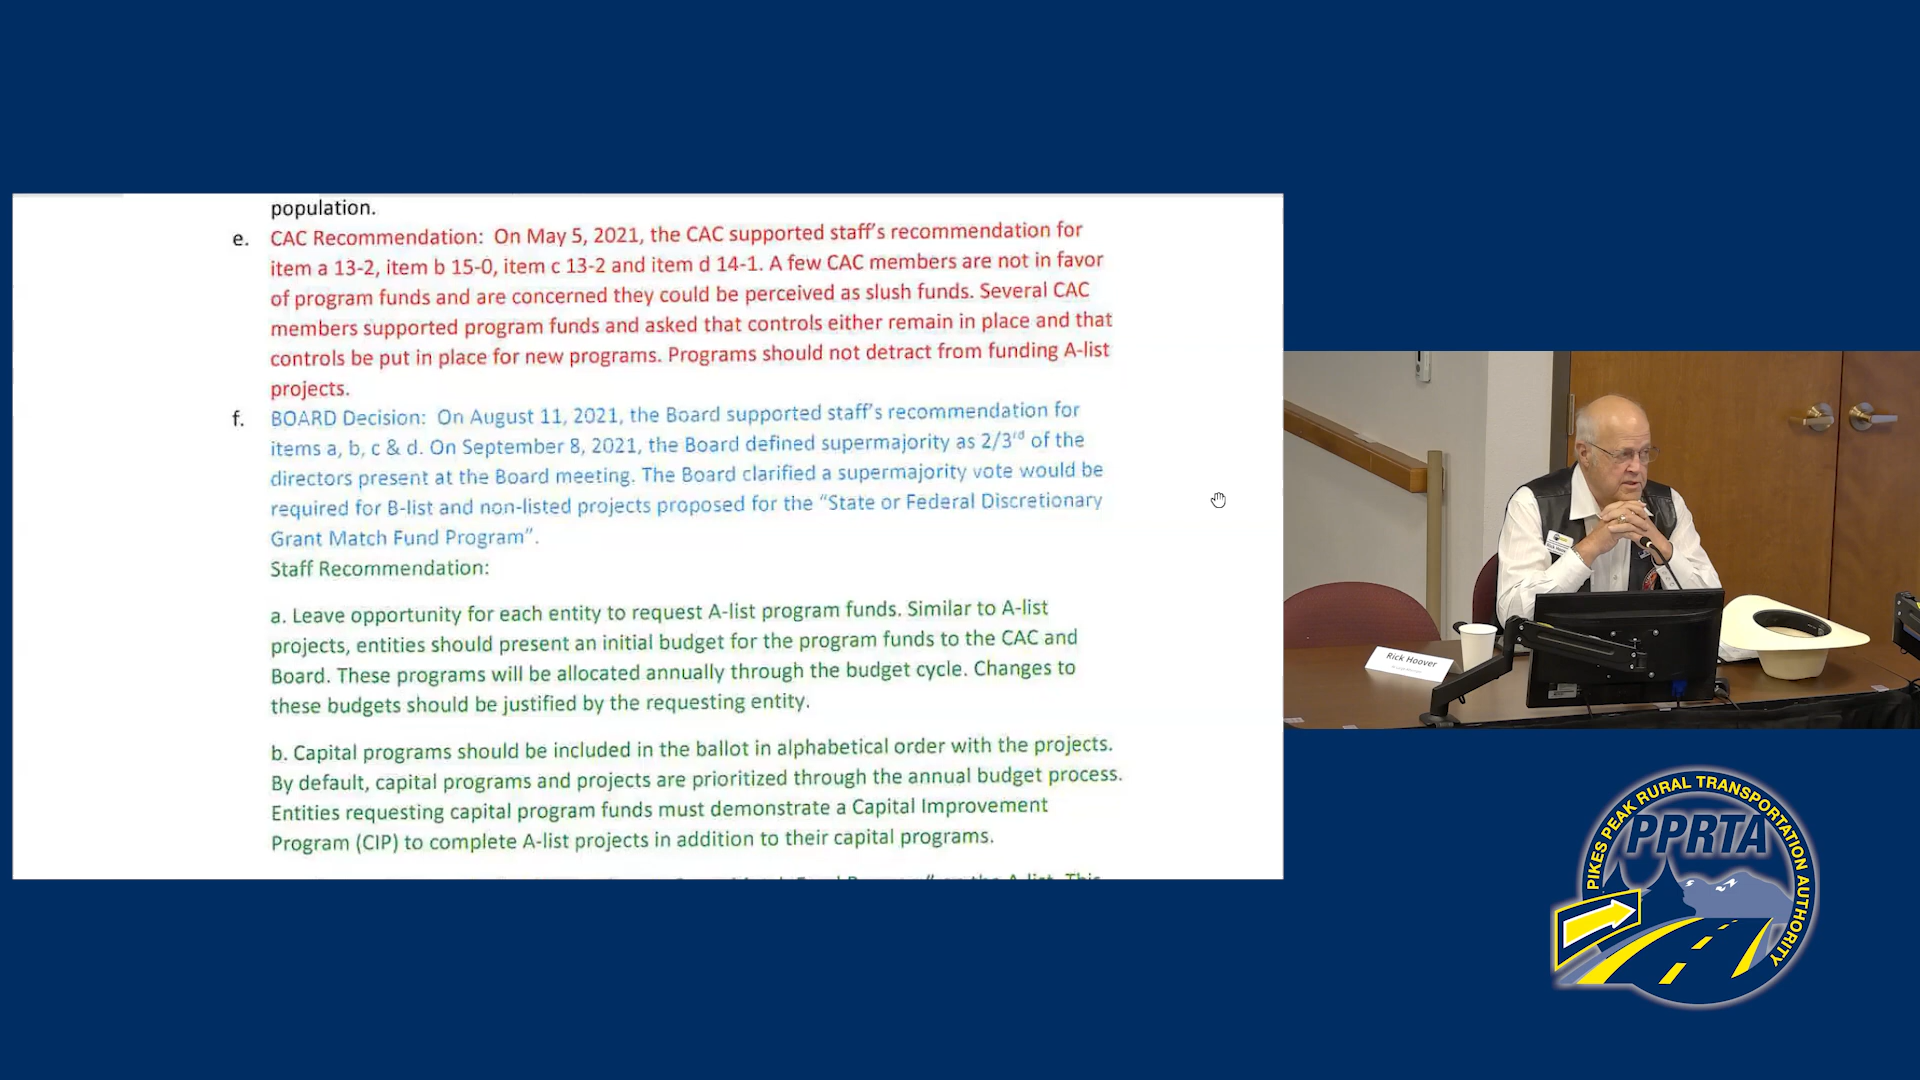 population.
e. CAC Recommendation: On May 5, 2021, the CAC supported staff's recommendation for
item a 13-2, item b 15-0, item c 13-2 and item d 14-1. A few CAC members are not in favor
of program funds and are concerned they could be perceived as slush funds. Several CAC
members supported program funds and asked that controls either remain in place and that
controls be put in place for new programs. Programs should not detract from funding A-list
projects.
f. BOARD Decision: On August 11, 2021, the Board supported staff's recommendation for
items a, b, c & d. On September 8, 2021, the Board defined supermajority as 2/3rd of the
directors present at the Board meeting. The Board clarified a supermajority vote would be
required for B-list and non-listed projects proposed for the "State or Federal Discretionary
Grant Match Fund Program".
Staff Recommendation:
a. Leave opportunity for each entity to request A-list program funds. Similar to A-list
projects, entities should present an initial budget for the program funds to the CAC and
Board. These programs will be allocated annually through the budget cycle. Changes to
these budgets should be justified by the requesting entity.
b. Capital programs should be included in the ballot in alphabetical order with the projects.
By default, capital programs and projects are prioritized through the annual budget process.
Entities requesting capital program funds must demonstrate a Capital Improvement
Program (CIP) to complete A-list projects in addition to their capital programs.
Rick Hoover
PIKES PEAK RURAL TRANSPORTATION AUTHORITY
PPRTA